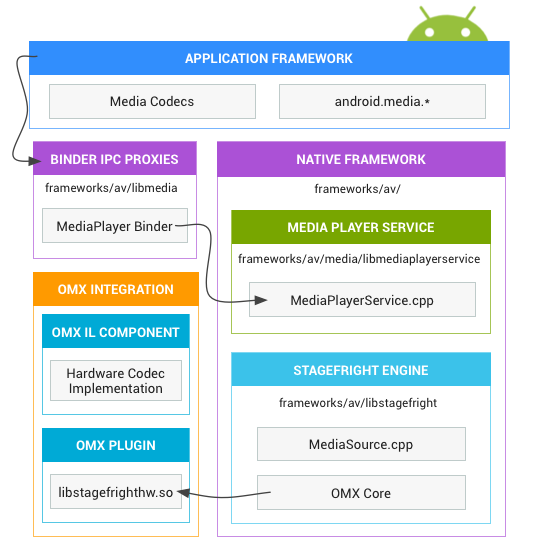 APPLICATION FRAMEWORK
Media Codecs
android.media.*
BINDER IPC PROXIES
frameworks/av/libmedia
MediaPlayer Binder
NATIVE FRAMEWORK
frameworks/av/
MEDIA PLAYER SERVICE
frameworks/av/media/libmediaplayerservice
MediaPlayerService.cpp
OMX INTEGRATION
OMX IL COMPONENT
Hardware Codec
Implementation
OMX PLUGIN
libstagefrighthw.so
STAGEFRIGHT ENGINE
frameworks/av/libstagefright
MediaSource.cpp
OMX Core